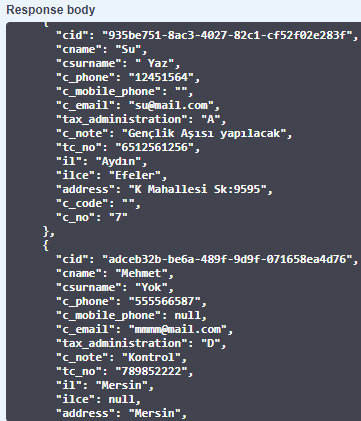 Response body
{
"cid": "935be751-8ac3-4027-82c1-cf52f02e283f",
"cname": "Su",
"csurname": " Yaz",
"c_phone": "12451564",
"c_mobile_phone": "",
"c_email": "su@mail.com",
"tax_administration": "A",
"c_note": "Gençlik Aşısı yapılacak",
"tc_no": "6512561256",
"il": "Aydın",
"ilce": "Efeler",
"address": "K Mahallesi Sk:9595",
"c_code": "",
"c_no": "7"
},
{
"cid": "adceb32b-be6a-489f-9d9f-071658ea4d76",
"cname": "Mehmet",
"csurname": "Yok",
"c_phone": "555566587",
"c_mobile_phone": null,
"c_email": "mmmm@mail.com",
"tax_administration": "D",
"c_note": "Kontrol",
"tc_no": "789852222",
"il": "Mersin",
"ilce": null,
"address": "Mersin",